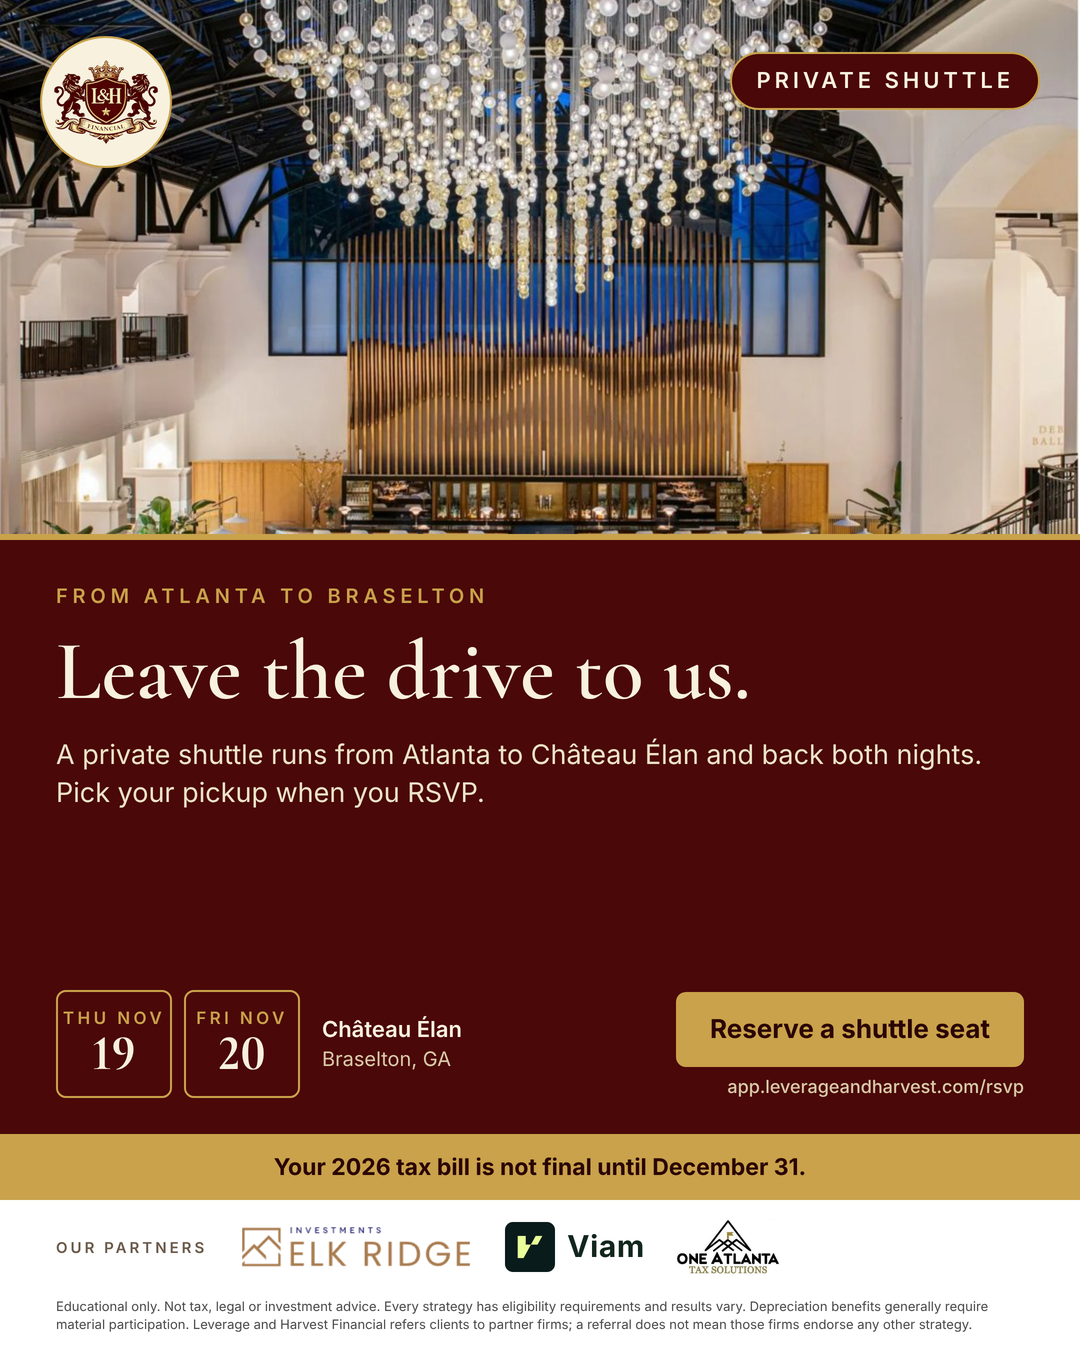 L&H
FINANCIAL
PRIVATE SHUTTLE
FROM ATLANTA TO BRASELTON
Leave the drive to us.
A private shuttle runs from Atlanta to Château Élan and back both nights.
Pick your pickup when you RSVP.
THU NOV
19
FRI NOV
20
Château Élan
Braselton, GA
Reserve a shuttle seat
app.leverageandharvest.com/rsvp
Your 2026 tax bill is not final until December 31.
OUR PARTNERS
INVESTMENTS
ELK RIDGE
Viam
ONE ATLANTA
TAX SOLUTIONS
Educational only. Not tax, legal or investment advice. Every strategy has eligibility requirements and results vary. Depreciation benefits generally require
material participation. Leverage and Harvest Financial refers clients to partner firms; a referral does not mean those firms endorse any other strategy.